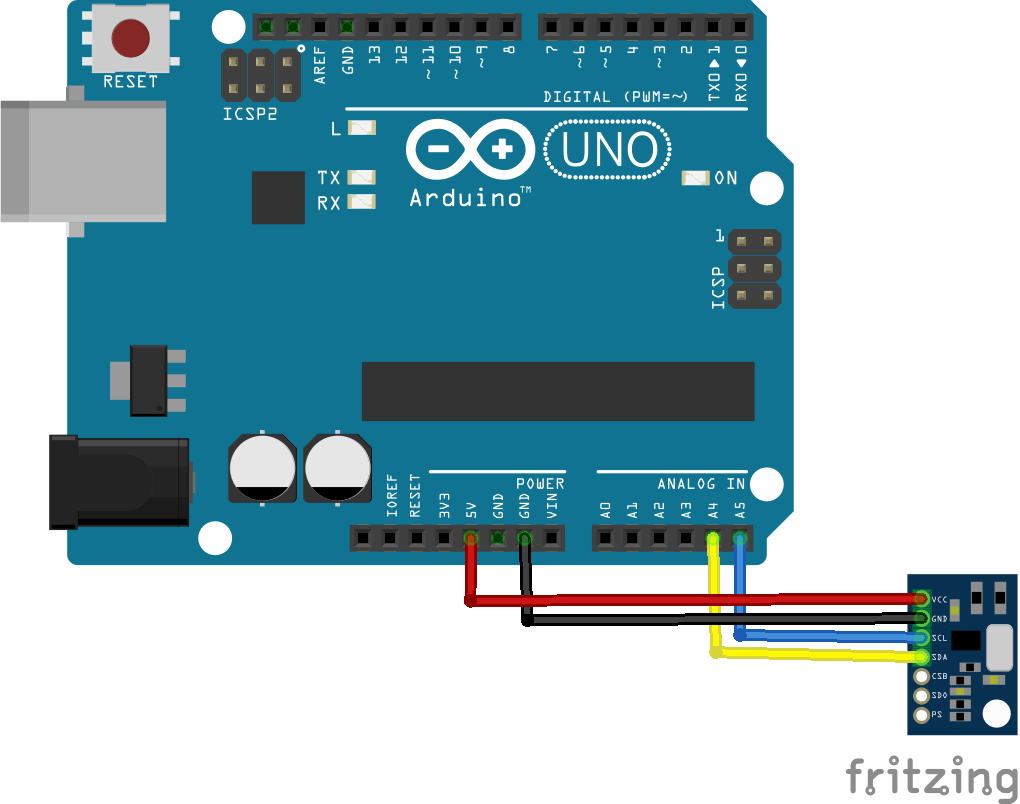 RESET
ICSP2
AREF
GND
13
12
~11
~10
~9
8
7
~6
~5
4
~3
2
TX0▶1
RX0◀0
DIGITAL (PWM=~)
L
TX
RX
Arduino™
UNO
ON
1
ICSP
IOREF
RESET
3V3
5V
GND
GND
VIN
POWER
A0
A1
A2
A3
A4
A5
ANALOG IN
VCC
GND
SCL
SDA
CSB
SDO
PS
fritzing